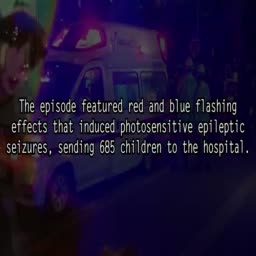 The episode featured red and blue flashing
effects that induced photosensitive epileptic
seizures, sending 685 children to the hospital.